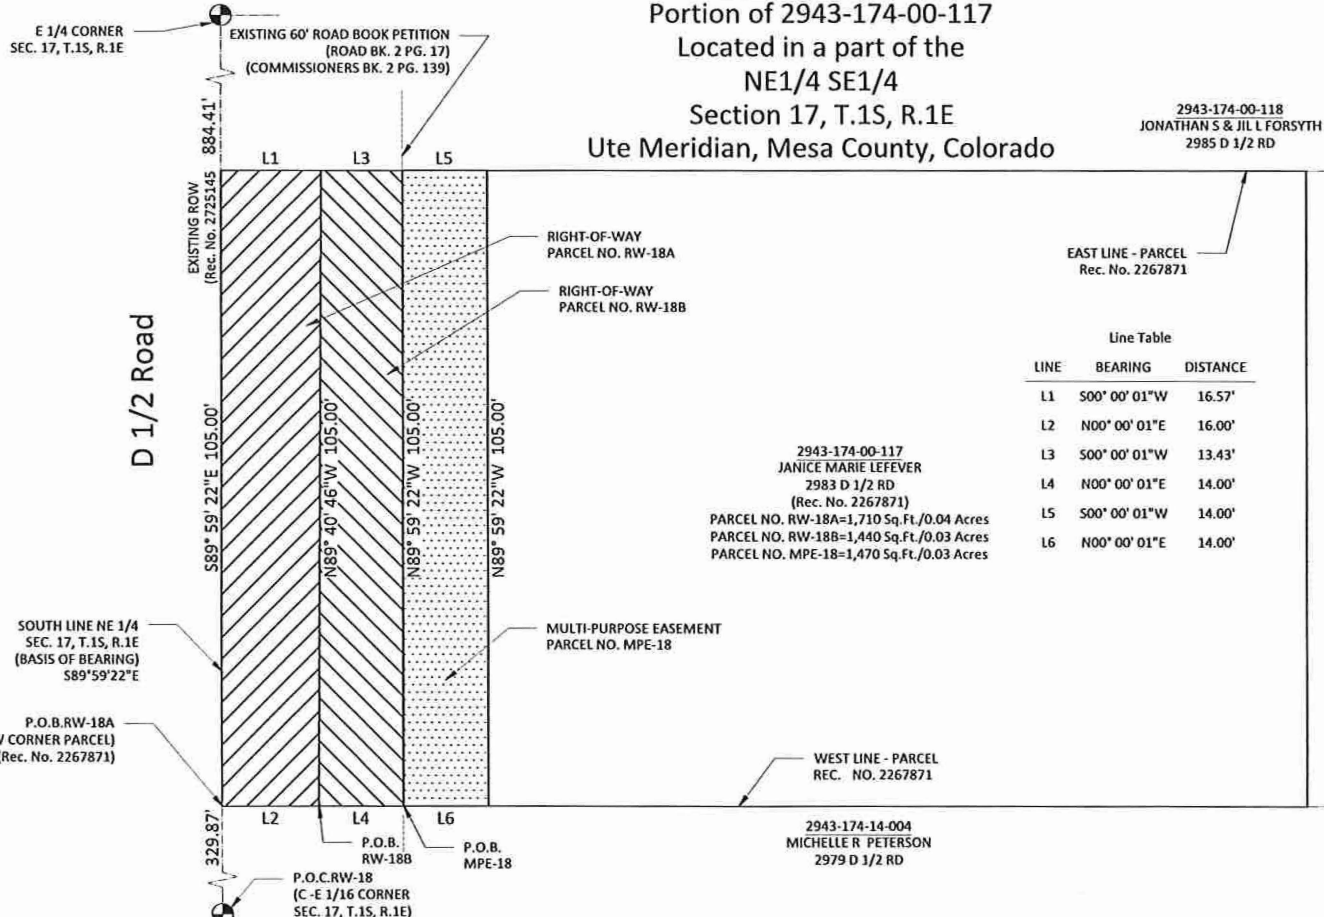 Portion of 2943-174-00-117
Located in a part of the
NE1/4 SE1/4
Section 17, T.1S, R.1E
Ute Meridian, Mesa County, Colorado
E 1/4 CORNER
SEC. 17, T.1S, R.1E
EXISTING 60' ROAD BOOK PETITION
(ROAD BK. 2 PG. 17)
(COMMISSIONERS BK. 2 PG. 139)
2943-174-00-118
JONATHAN S & JIL L FORSYTH
2985 D 1/2 RD
884.41'
L1
L3
L5
EXISTING ROW
(Rec. No. 2725145
RIGHT-OF-WAY
PARCEL NO. RW-18A
RIGHT-OF-WAY
PARCEL NO. RW-18B
EAST LINE - PARCEL
Rec. No. 2267871
D 1/2 Road
S89° 59' 22"E 105.00'
N89° 40' 46"W 105.00'
N89° 59' 22"W 105.00'
N89° 59' 22"W 105.00'
Line Table
LINE BEARING DISTANCE
L1 S00° 00' 01"W 16.57'
L2 N00° 00' 01"E 16.00'
L3 S00° 00' 01"W 13.43'
L4 N00° 00' 01"E 14.00'
L5 S00° 00' 01"W 14.00'
L6 N00° 00' 01"E 14.00'
2943-174-00-117
JANICE MARIE LEFEVER
2983 D 1/2 RD
(Rec. No. 2267871)
PARCEL NO. RW-18A=1,710 Sq.Ft./0.04 Acres
PARCEL NO. RW-18B=1,440 Sq.Ft./0.03 Acres
PARCEL NO. MPE-18=1,470 Sq.Ft./0.03 Acres
SOUTH LINE NE 1/4
SEC. 17, T.1S, R.1E
(BASIS OF BEARING)
S89°59'22"E
MULTI-PURPOSE EASEMENT
PARCEL NO. MPE-18
P.O.B.RW-18A
CORNER PARCEL)
(Rec. No. 2267871)
WEST LINE - PARCEL
REC. NO. 2267871
L2
L4
L6
329.87'
P.O.B.
RW-18B
P.O.B.
MPE-18
2943-174-14-004
MICHELLE R PETERSON
2979 D 1/2 RD
P.O.C.RW-18
(C -E 1/16 CORNER
SEC. 17, T.1S, R.1E)